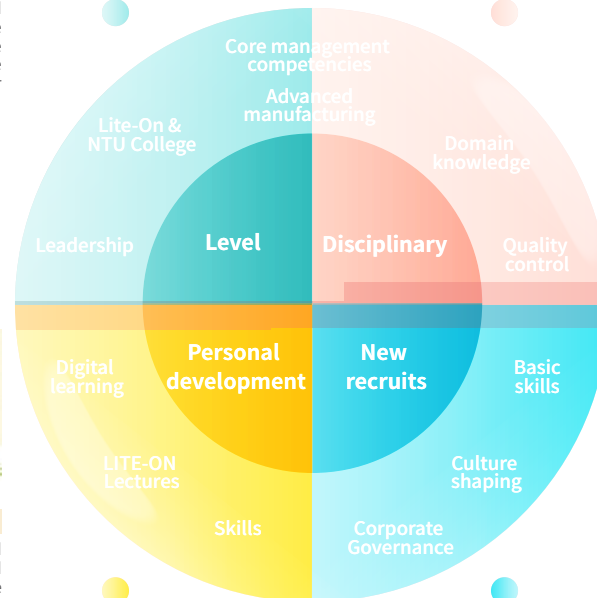 Core management
competencies
Advanced
manufacturing
Lite-On &
NTU College
Domain
knowledge
Leadership
Level
Disciplinary
Quality
control
Personal
development
New
recruits
Digital
learning
Basic
skills
LITE-ON
Lectures
Culture
shaping
Skills
Corporate
Governance